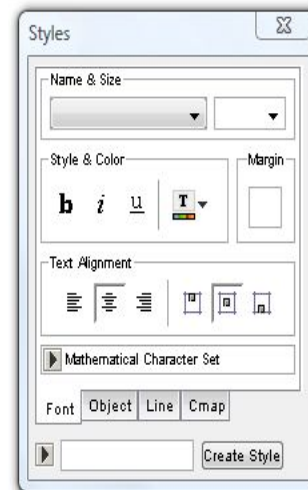 Styles
Name & Size
Style & Color
Margin
b i u T
Text Alignment
Mathematical Character Set
Font Object Line Cmap
Create Style